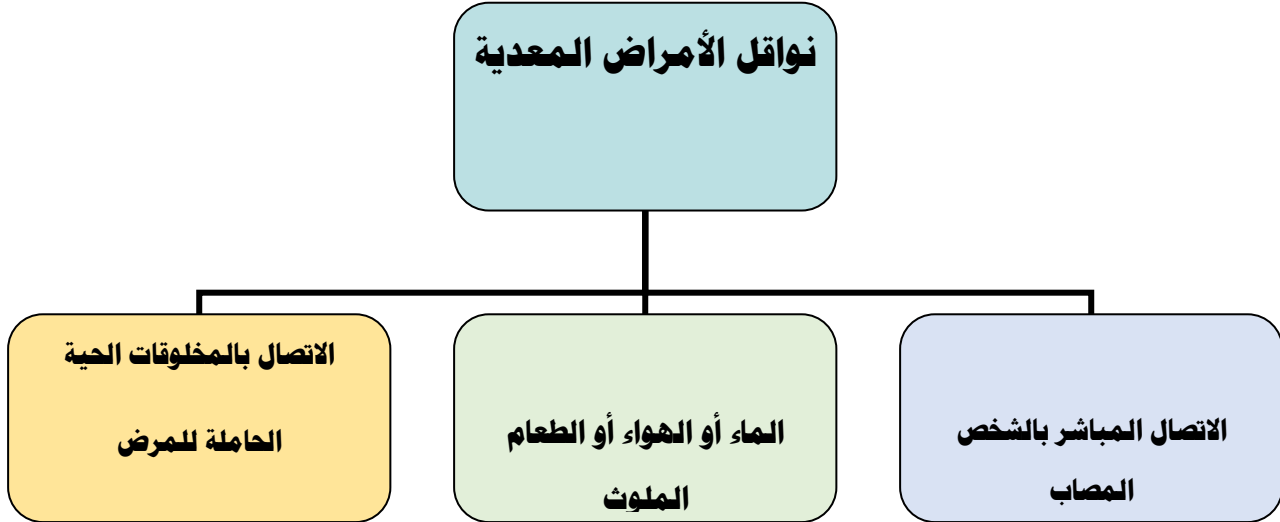 نواقل الأمراض المعدية
الاتصال المباشر بالشخص
المصاب
الماء أو الهواء أو الطعام
الملوث
الاتصال بالمخلوقات الحية
الحاملة للمرض